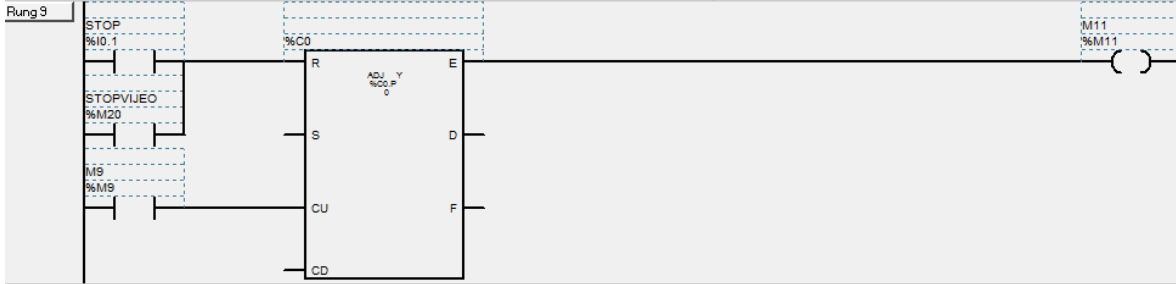 Rung 9
STOP
%I0.1
%C0
M11
%M11
R
E
ADJ Y
%C0.P
0
STOPVIJEO
%M20
S
D
M9
%M9
CU
F
CD